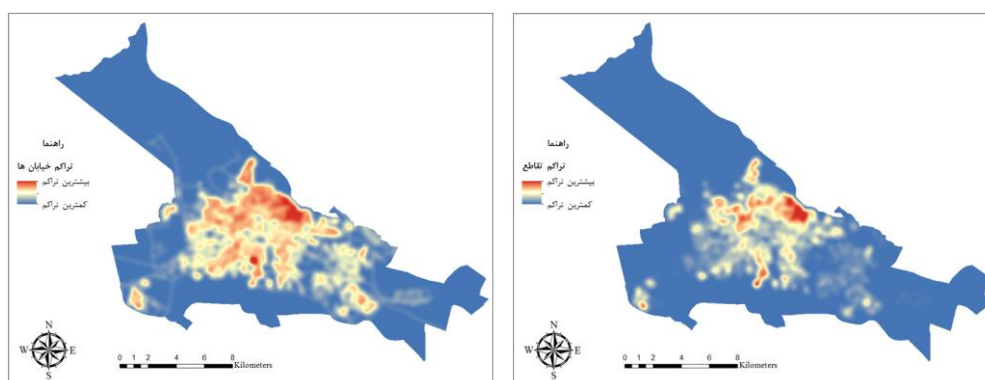 راهنما
تراکم خیابان ها
بیشترین تراکم
کمترین تراکم
N
W E
S
0 1 2 4 6 8
Kilometers
راهنما
تراکم تقاطع
بیشترین تراکم
کمترین تراکم
N
W E
S
0 1 2 4 6 8
Kilometers